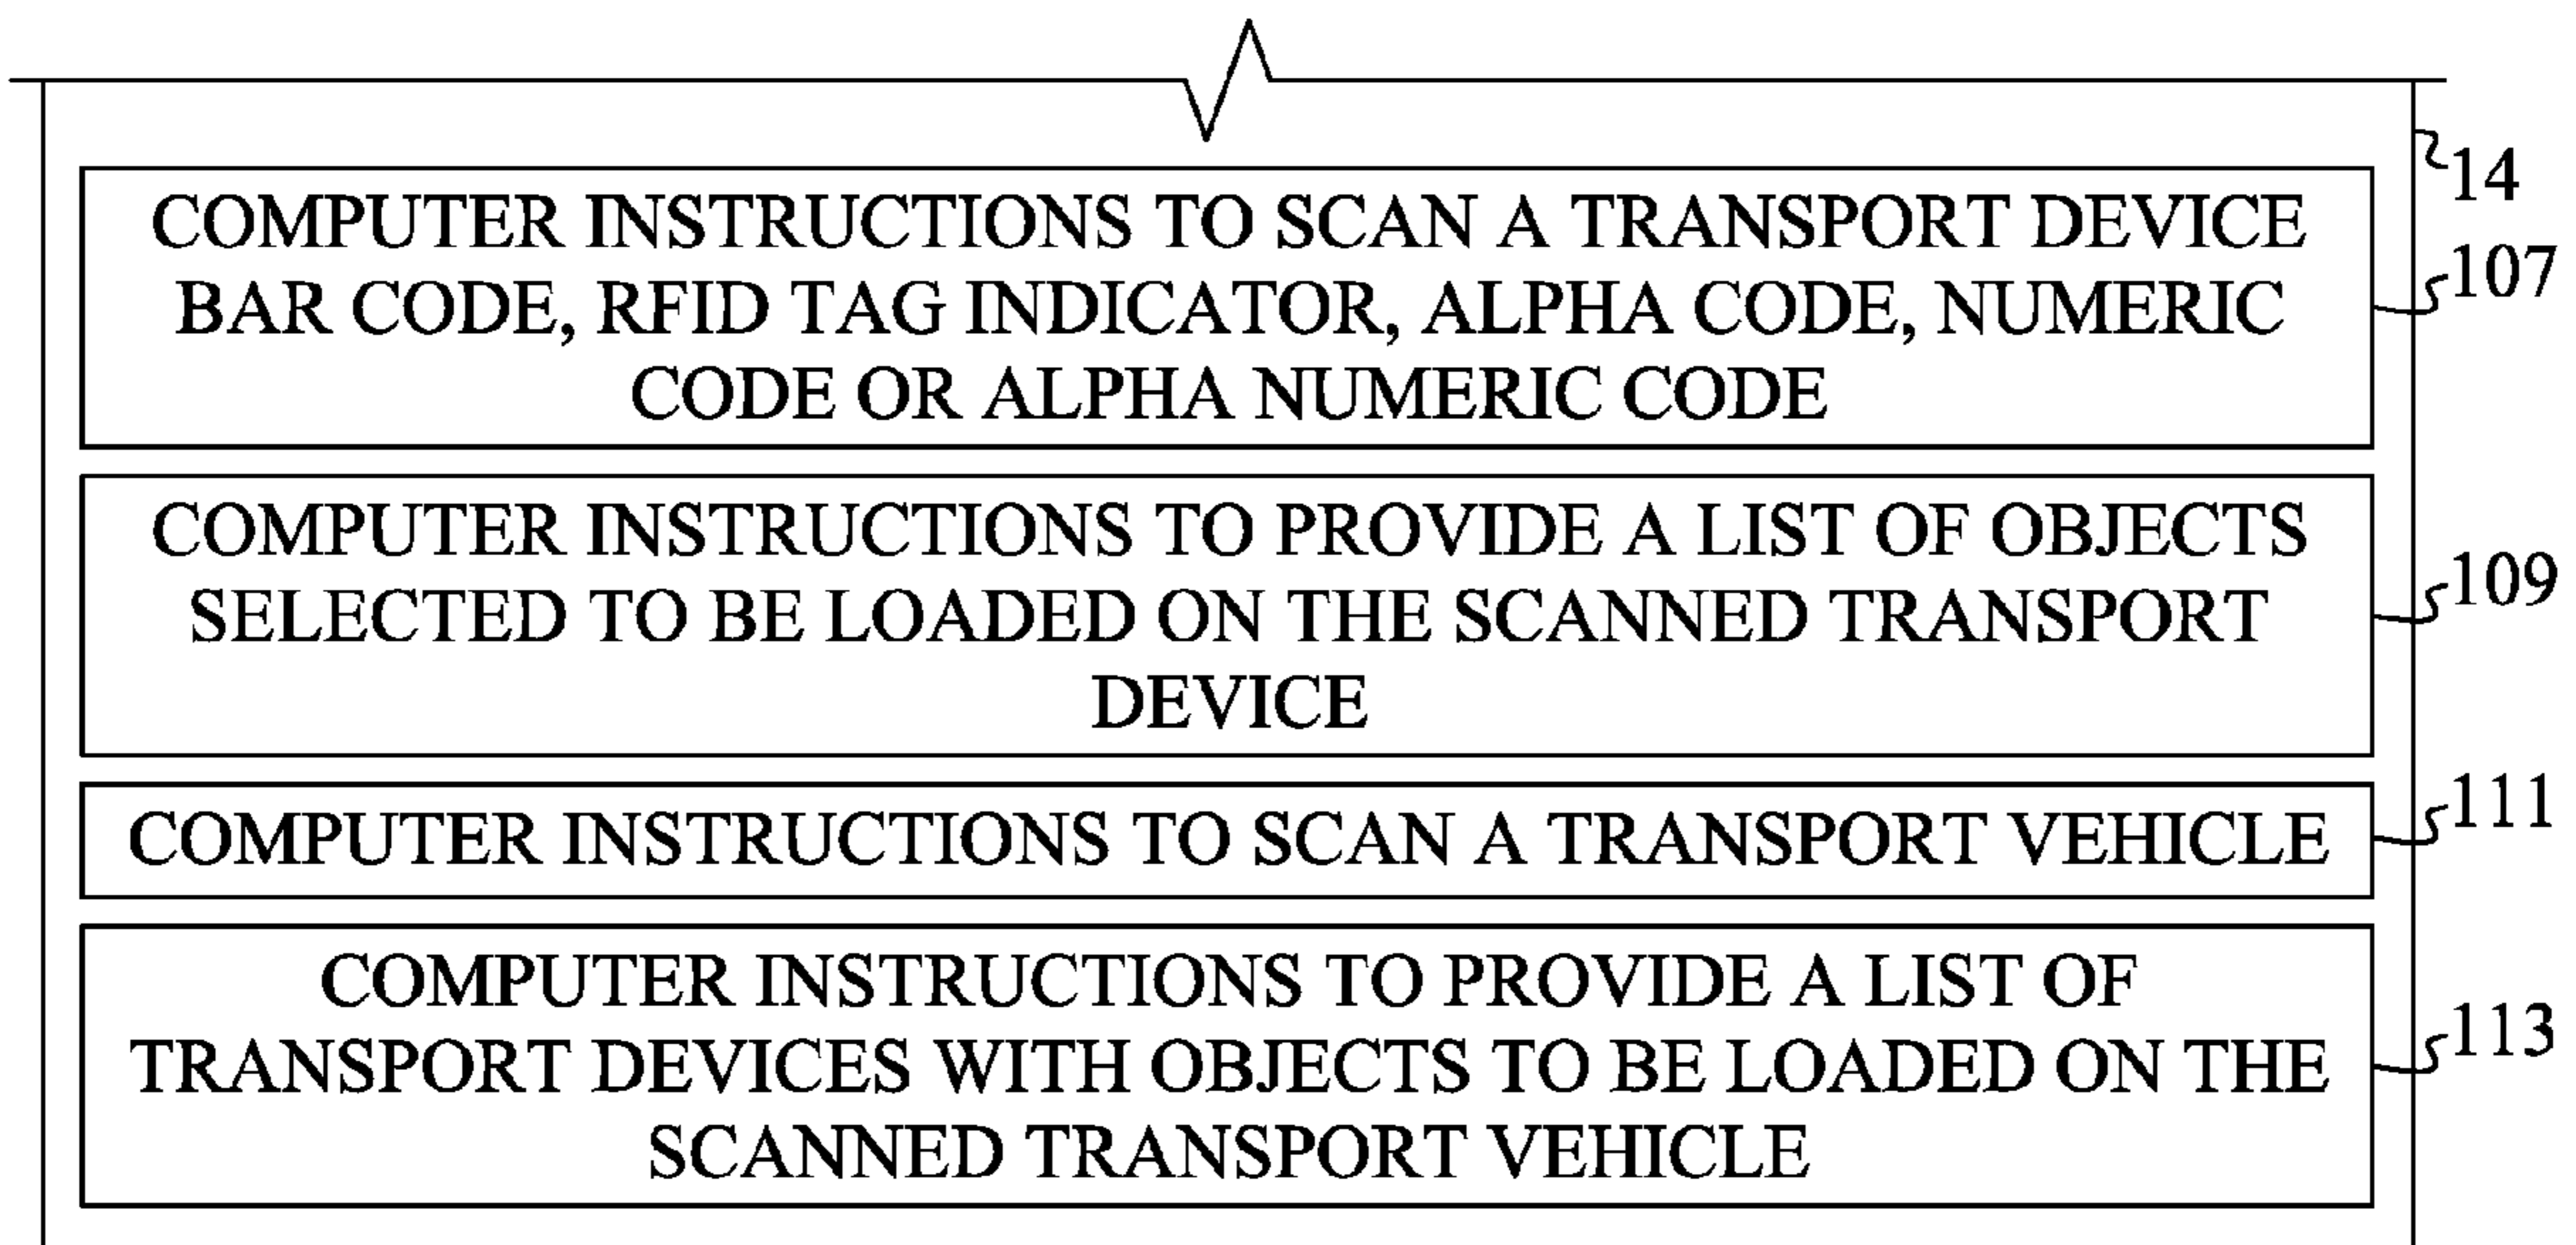 14
COMPUTER INSTRUCTIONS TO SCAN A TRANSPORT DEVICE
BAR CODE, RFID TAG INDICATOR, ALPHA CODE, NUMERIC
CODE OR ALPHA NUMERIC CODE
107
COMPUTER INSTRUCTIONS TO PROVIDE A LIST OF OBJECTS
SELECTED TO BE LOADED ON THE SCANNED TRANSPORT
DEVICE
109
COMPUTER INSTRUCTIONS TO SCAN A TRANSPORT VEHICLE
111
COMPUTER INSTRUCTIONS TO PROVIDE A LIST OF
TRANSPORT DEVICES WITH OBJECTS TO BE LOADED ON THE
SCANNED TRANSPORT VEHICLE
113